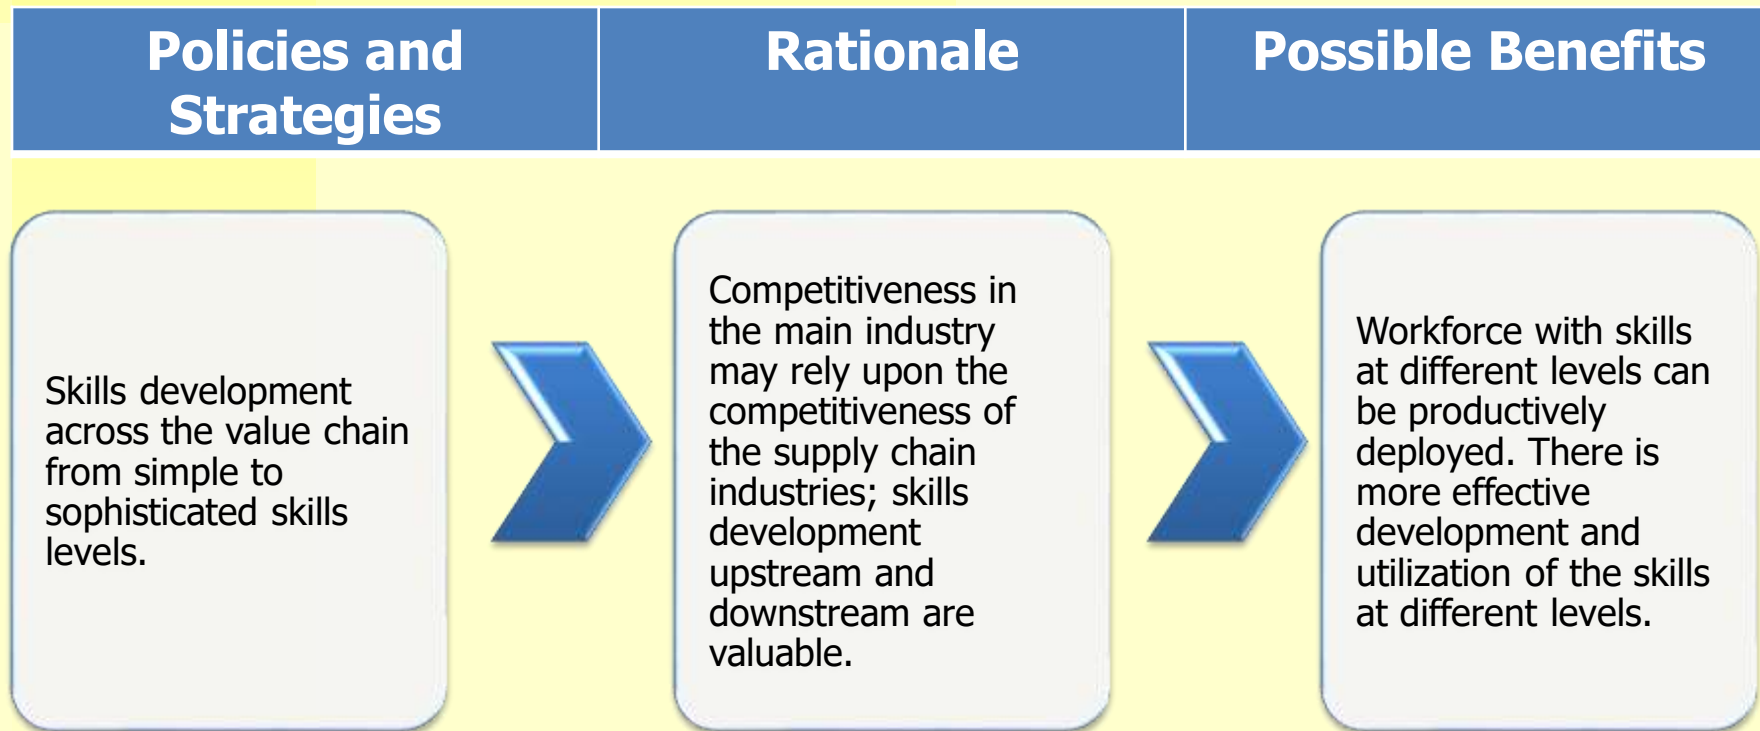 Policies and
Strategies
Rationale
Possible Benefits
Skills development
across the value chain
from simple to
sophisticated skills
levels.
Competitiveness in
the main industry
may rely upon the
competitiveness of
the supply chain
industries; skills
development
upstream and
downstream are
valuable.
Workforce with skills
at different levels can
be productively
deployed. There is
more effective
development and
utilization of the skills
at different levels.